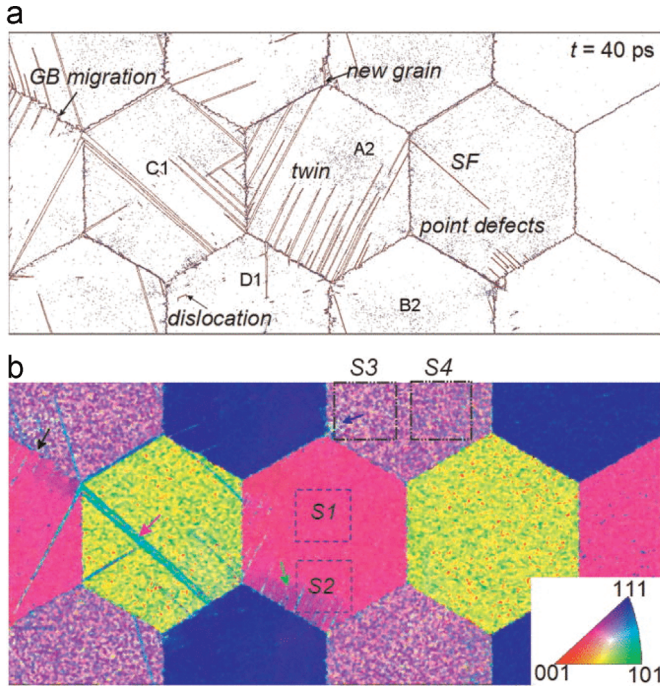 a
t = 40 ps
GB migration
new grain
C1
A2
twin
SF
point defects
D1
B2
dislocation
b
S3 S4
S1
S2
111
001 101